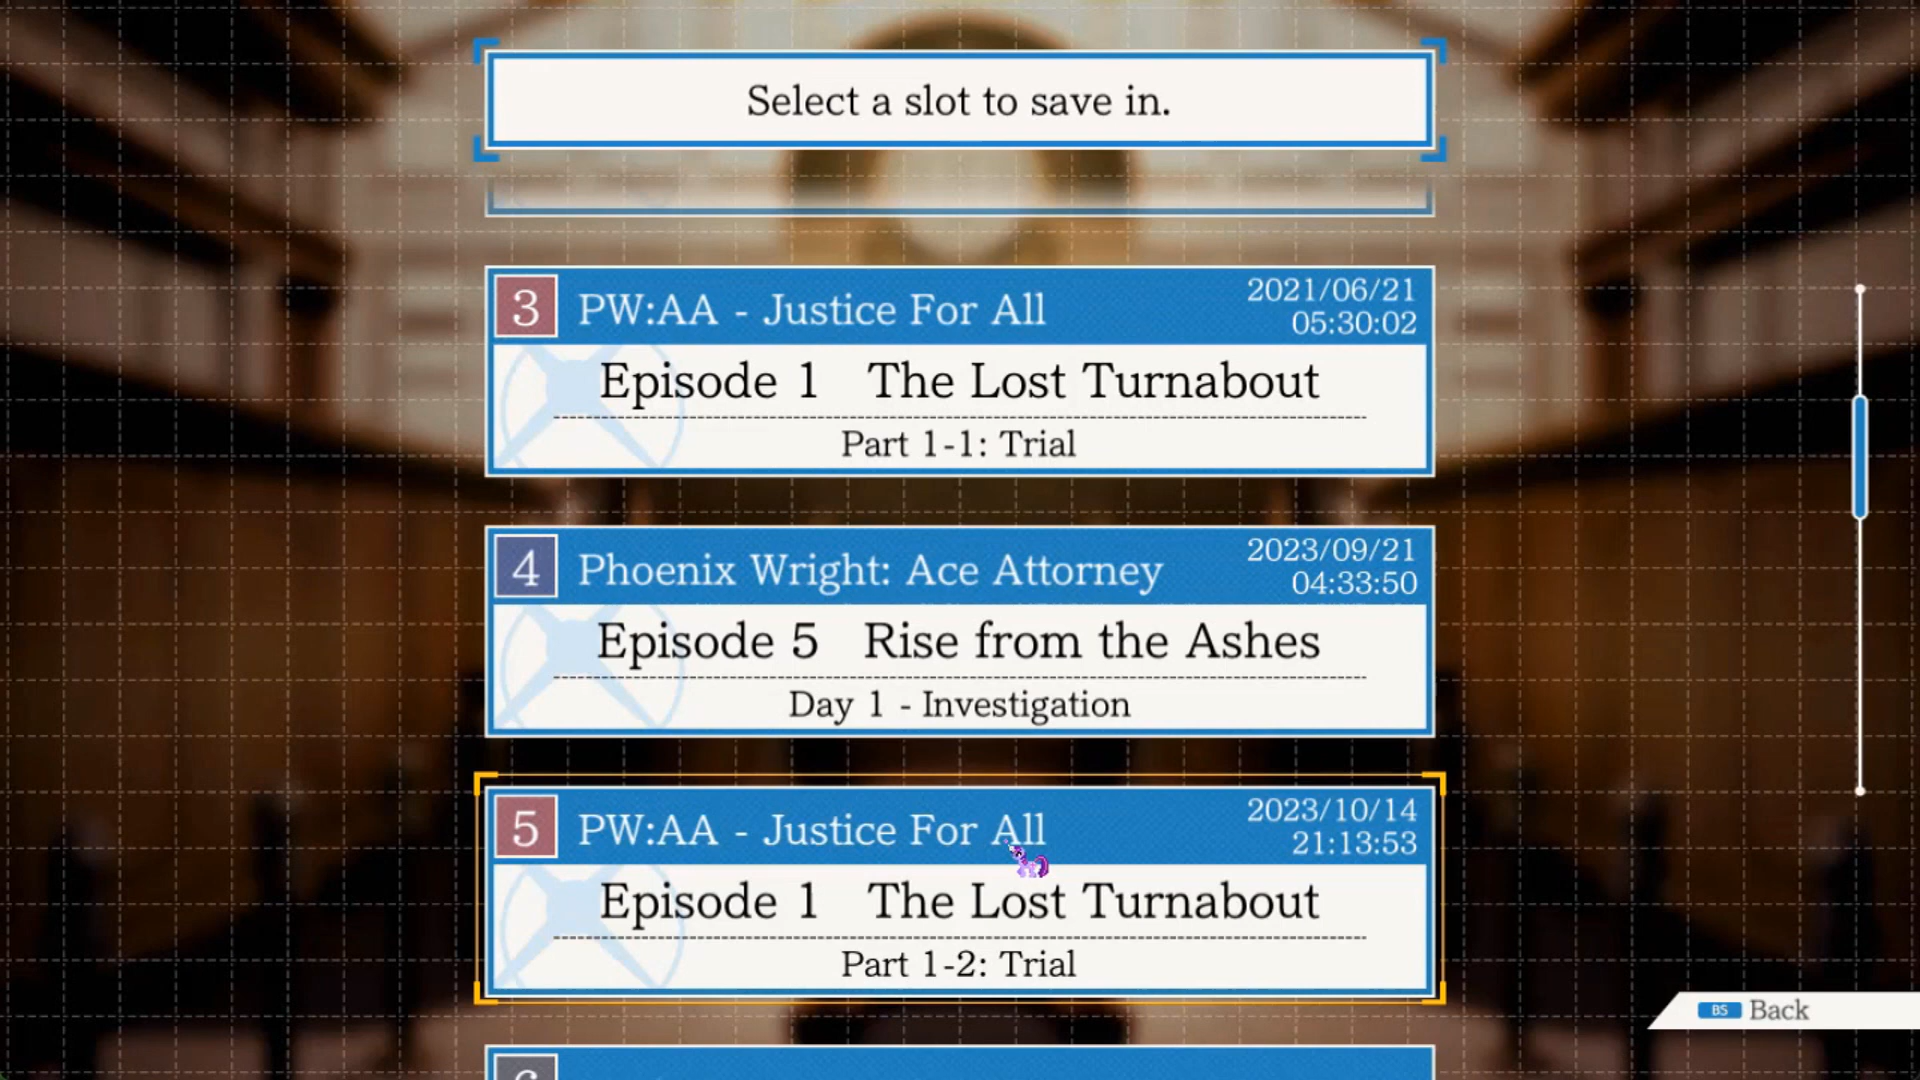 Select a slot to save in.
3 PW:AA - Justice For All 2021/06/21
05:30:02
Episode 1 The Lost Turnabout
Part 1-1: Trial
4 Phoenix Wright: Ace Attorney 2023/09/21
04:33:50
Episode 5 Rise from the Ashes
Day 1 - Investigation
5 PW:AA - Justice For All 2023/10/14
21:13:53
Episode 1 The Lost Turnabout
Part 1-2: Trial
BS Back
6